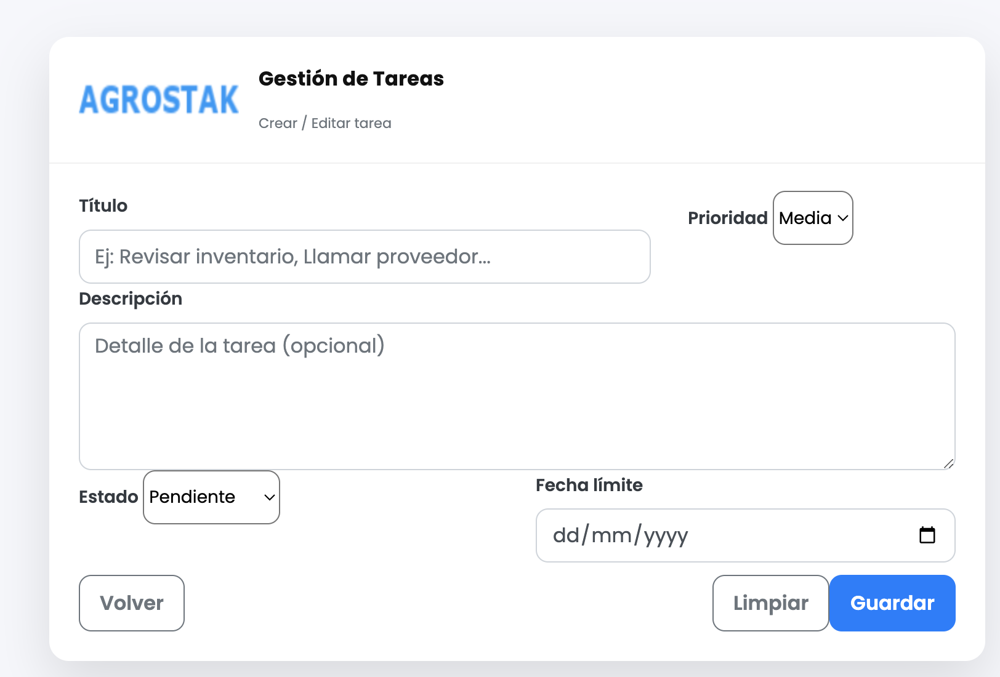 AGROSTAK
Gestión de Tareas
Crear / Editar tarea
Título
Prioridad Media
Ej: Revisar inventario, Llamar proveedor...
Descripción
Detalle de la tarea (opcional)
Estado Pendiente
Fecha límite
dd/mm/yyyy
Volver
Limpiar Guardar